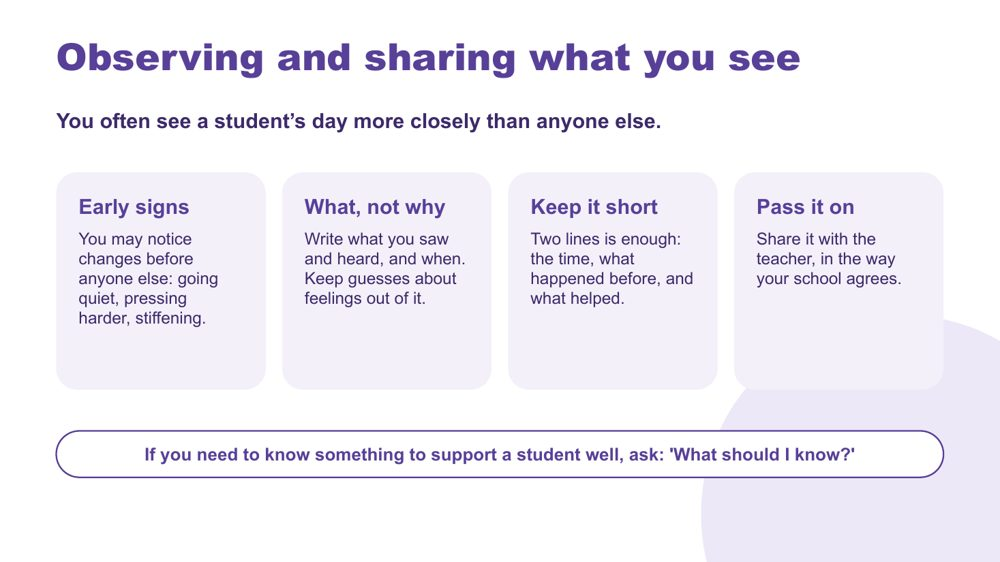 Observing and sharing what you see
You often see a student’s day more closely than anyone else.
Early signs
You may notice
changes before
anyone else: going
quiet, pressing
harder, stiffening.
What, not why
Write what you saw
and heard, and when.
Keep guesses about
feelings out of it.
Keep it short
Two lines is enough:
the time, what
happened before, and
what helped.
Pass it on
Share it with the
teacher, in the way
your school agrees.
If you need to know something to support a student well, ask: 'What should I know?'